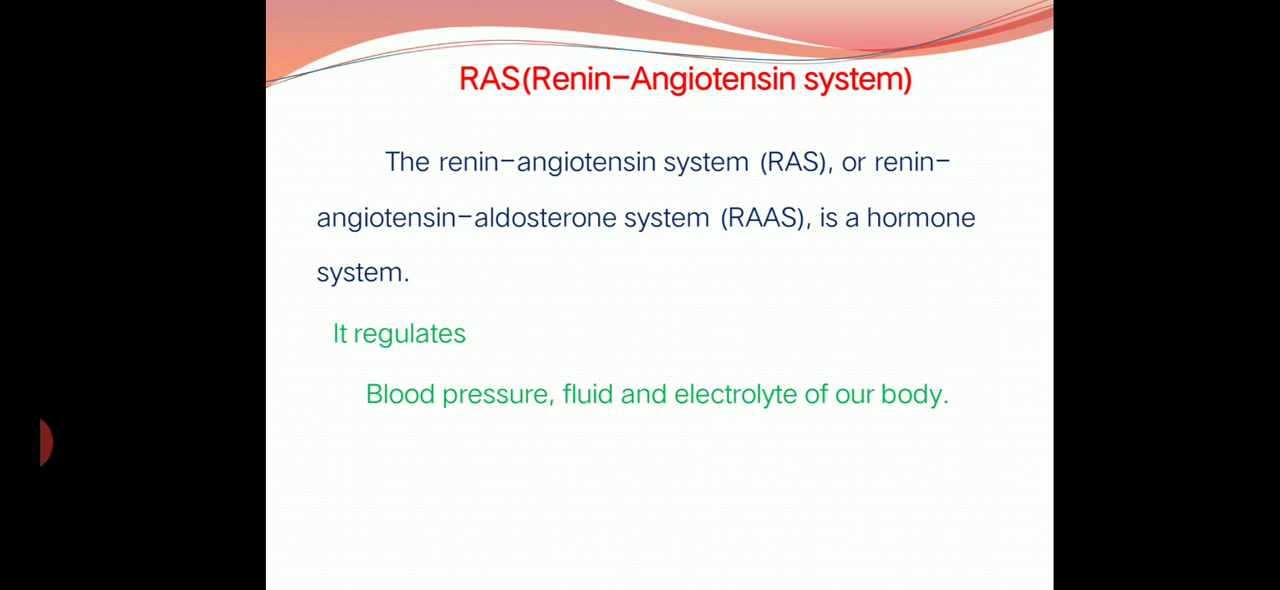 RAS(Renin-Angiotensin system)
The renin-angiotensin system (RAS), or renin-
angiotensin-aldosterone system (RAAS), is a hormone
system.
It regulates
Blood pressure, fluid and electrolyte of our body.